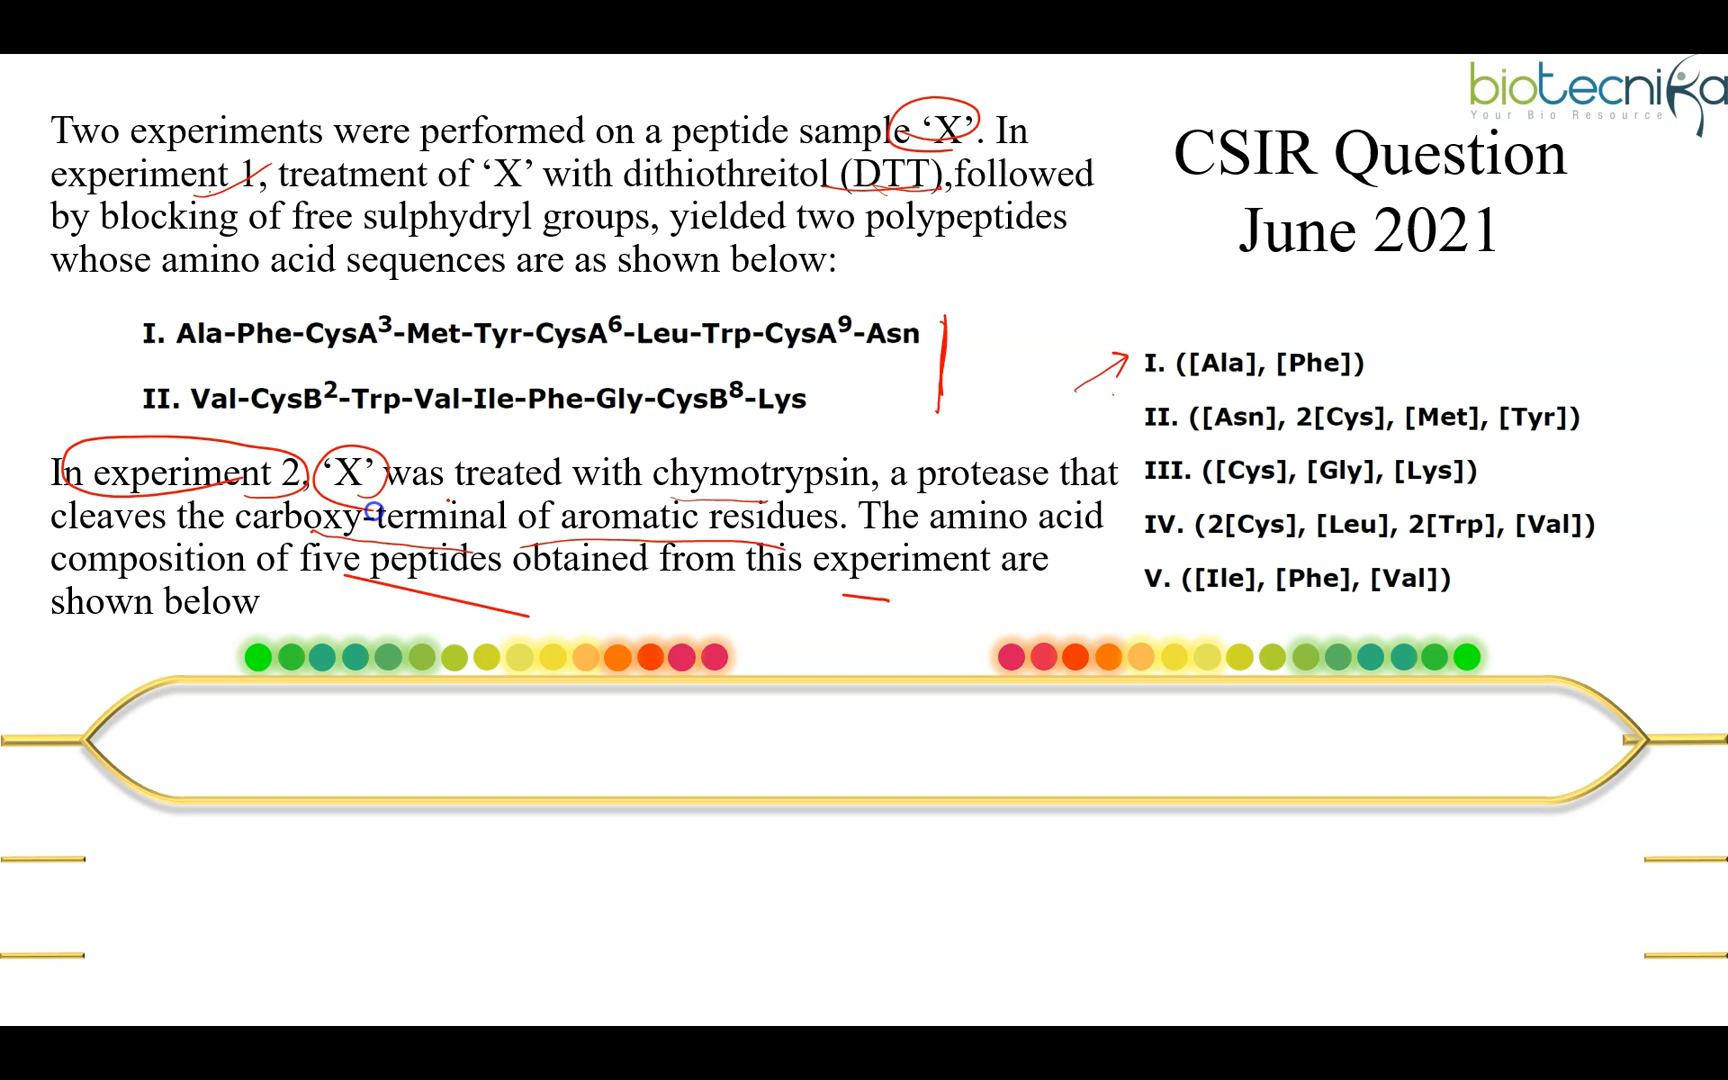 biotecnika
Your Bio Resource
CSIR Question
June 2021
Two experiments were performed on a peptide sample ‘X’. In
experiment 1, treatment of ‘X’ with dithiothreitol (DTT),followed
by blocking of free sulphydryl groups, yielded two polypeptides
whose amino acid sequences are as shown below:
I. Ala-Phe-CysA³-Met-Tyr-CysA⁶-Leu-Trp-CysA⁹-Asn
II. Val-CysB²-Trp-Val-Ile-Phe-Gly-CysB⁸-Lys
In experiment 2, ‘X’ was treated with chymotrypsin, a protease that
cleaves the carboxy-terminal of aromatic residues. The amino acid
composition of five peptides obtained from this experiment are
shown below
I. ([Ala], [Phe])
II. ([Asn], 2[Cys], [Met], [Tyr])
III. ([Cys], [Gly], [Lys])
IV. (2[Cys], [Leu], 2[Trp], [Val])
V. ([Ile], [Phe], [Val])